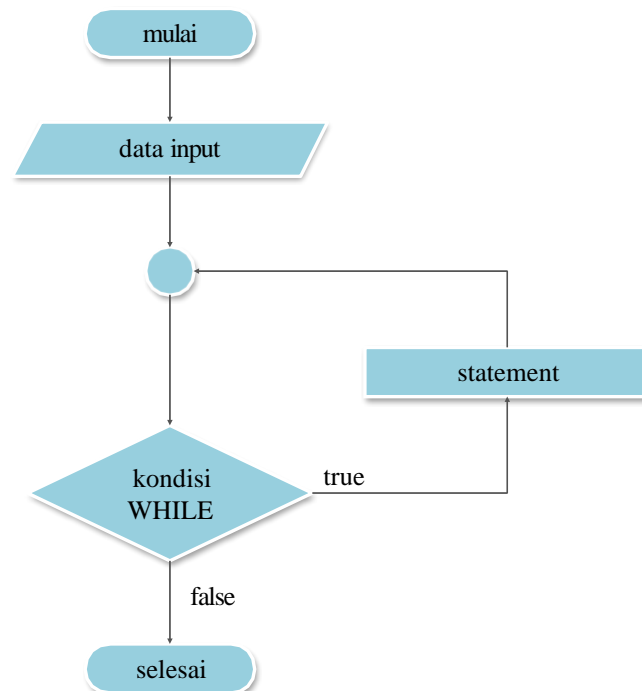 mulai
data input
statement
kondisi
WHILE
true
false
selesai